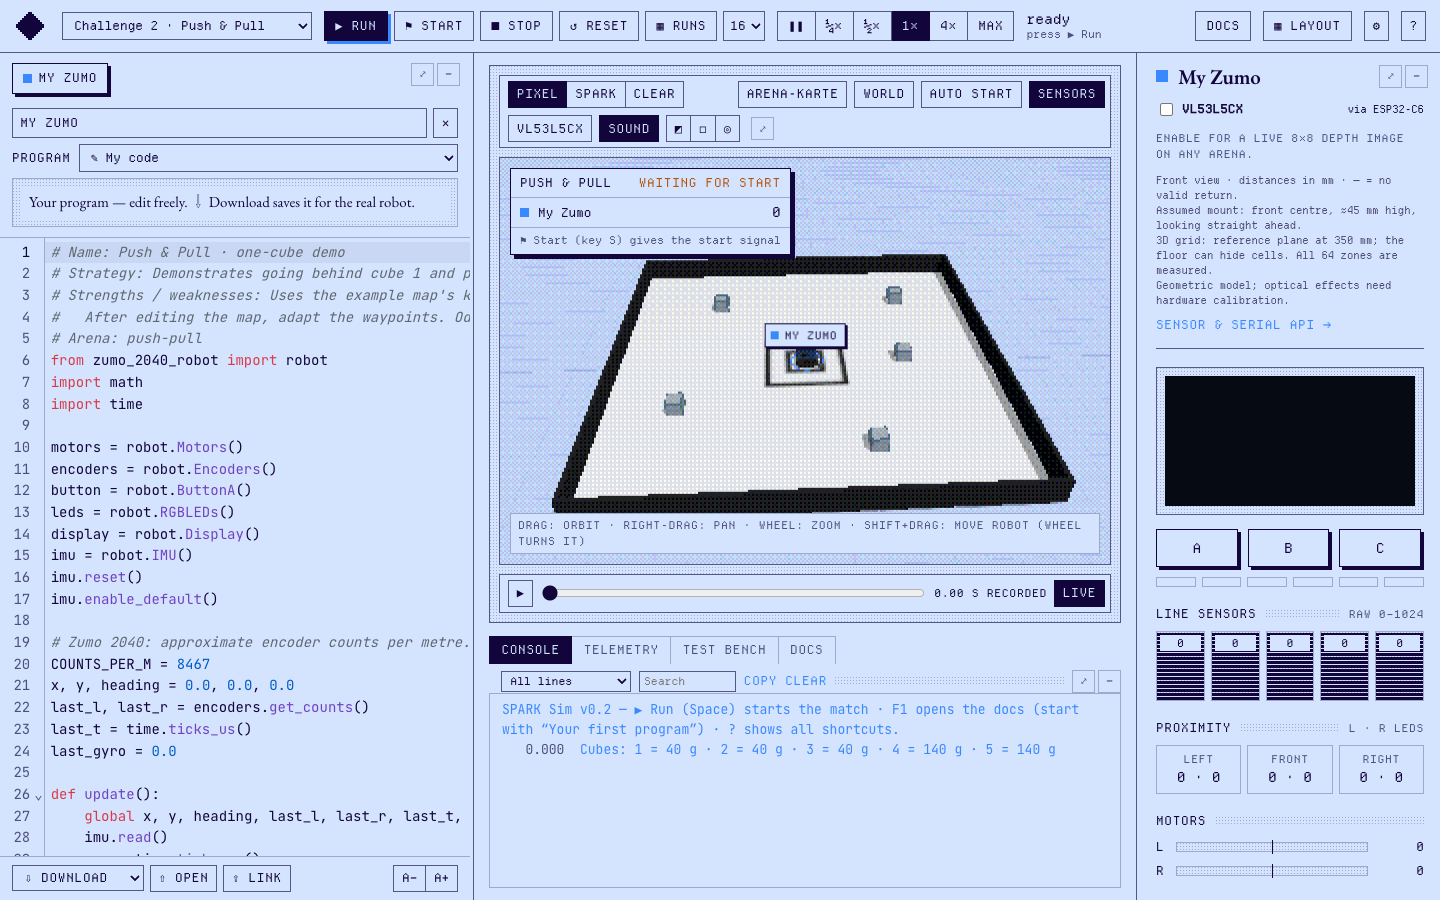 Challenge 2 · Push & Pull
▶ RUN
⚑ START
■ STOP
↺ RESET
▦ RUNS
16
❚❚
¼×
½×
1×
4×
MAX
ready
press ▶ Run
DOCS
▦ LAYOUT
⚙
?
MY ZUMO
MY ZUMO
×
PROGRAM
✎ My code
Your program — edit freely. ⇩ Download saves it for the real robot.
1 # Name: Push & Pull · one-cube demo
2 # Strategy: Demonstrates going behind cube 1 and p
3 # Strengths / weaknesses: Uses the example map's k
4 #   After editing the map, adapt the waypoints. Od
5 # Arena: push-pull
6 from zumo_2040_robot import robot
7 import math
8 import time
9
10 motors = robot.Motors()
11 encoders = robot.Encoders()
12 button = robot.ButtonA()
13 leds = robot.RGBLEDs()
14 display = robot.Display()
15 imu = robot.IMU()
16 imu.reset()
17 imu.enable_default()
18
19 # Zumo 2040: approximate encoder counts per metre.
20 COUNTS_PER_M = 8467
21 x, y, heading = 0.0, 0.0, 0.0
22 last_l, last_r = encoders.get_counts()
23 last_t = time.ticks_us()
24 last_gyro = 0.0
25
26 def update():
27     global x, y, heading, last_l, last_r, last_t,
28     imu.read()
⇩ DOWNLOAD
⇧ OPEN
⇪ LINK
A−
A+
PIXEL
SPARK
CLEAR
ARENA-KARTE
WORLD
AUTO START
SENSORS
VL53L5CX
SOUND
PUSH & PULL
WAITING FOR START
My Zumo 0
⚑ Start (key S) gives the start signal
MY ZUMO
DRAG: ORBIT · RIGHT-DRAG: PAN · WHEEL: ZOOM · SHIFT+DRAG: MOVE ROBOT (WHEEL
TURNS IT)
▶
0.00 S RECORDED
LIVE
CONSOLE
TELEMETRY
TEST BENCH
DOCS
All lines
Search
COPY CLEAR
SPARK Sim v0.2 — ▶ Run (Space) starts the match · F1 opens the docs (start
with “Your first program”) · ? shows all shortcuts.
0.000 Cubes: 1 = 40 g · 2 = 40 g · 3 = 40 g · 4 = 140 g · 5 = 140 g
My Zumo
VL53L5CX
via ESP32-C6
ENABLE FOR A LIVE 8×8 DEPTH IMAGE
ON ANY ARENA.
Front view · distances in mm · — = no
valid return.
Assumed mount: front centre, ≈45 mm high,
looking straight ahead.
3D grid: reference plane at 350 mm; the
floor can hide cells. All 64 zones are
measured.
Geometric model; optical effects need
hardware calibration.
SENSOR & SERIAL API →
A
B
C
LINE SENSORS
RAW 0–1024
0 0 0 0 0
PROXIMITY
L · R LEDS
LEFT
FRONT
RIGHT
0 · 0
0 · 0
0 · 0
MOTORS
L 0
R 0